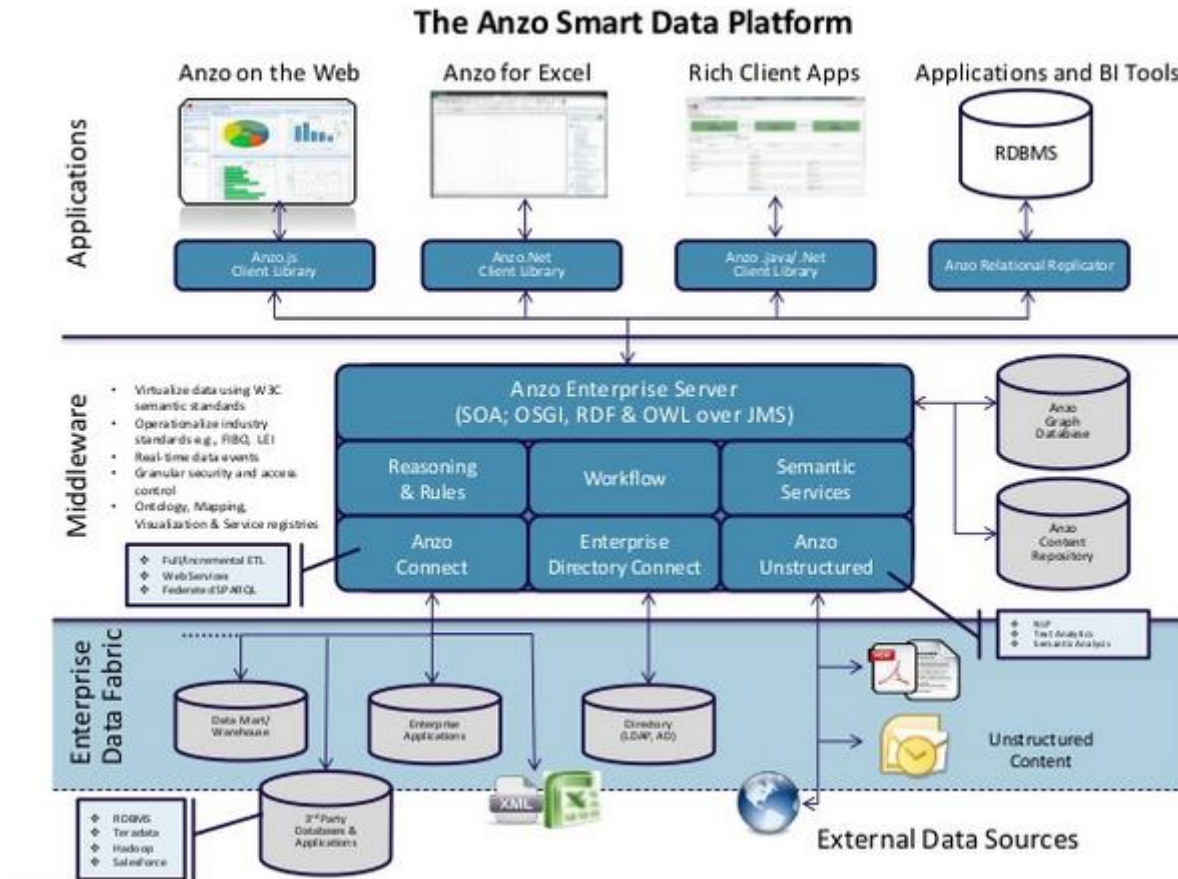 The Anzo Smart Data Platform
Anzo on the Web
Anzo for Excel
Rich Client Apps
Applications and BI Tools
RDBMS
Applications
Anzo.js
Client Library
Anzo.Net
Client Library
Anzo .java/.Net
Client Library
Anzo Relational Replicator
Middleware
• Virtualize data using W3C
semantic standards
• Operationalize industry
standards e.g., FIBO, LEI
• Real-time data events
• Granular security and access
control
• Ontology, Mapping,
Visualization & Service registries
Anzo Enterprise Server
(SOA; OSGI, RDF & OWL over JMS)
Reasoning
& Rules
Workflow
Semantic
Services
Anzo
Connect
Enterprise
Directory Connect
Anzo
Unstructured
Anzo
Graph
Database
Anzo
Content
Repository
❖ Full/Incremental ETL
❖ WebServices
❖ Federated SPARQL
❖ NLP
❖ Text Analytics
❖ Semantic Analysis
Enterprise
Data Fabric
Data Mart/
Warehouse
Enterprise
Applications
Directory
(LDAP, AD)
PDF
Unstructured
Content
❖ RDBMS
❖ Teradata
❖ Hadoop
❖ Salesforce
3rd Party
Databases &
Applications
XML
External Data Sources